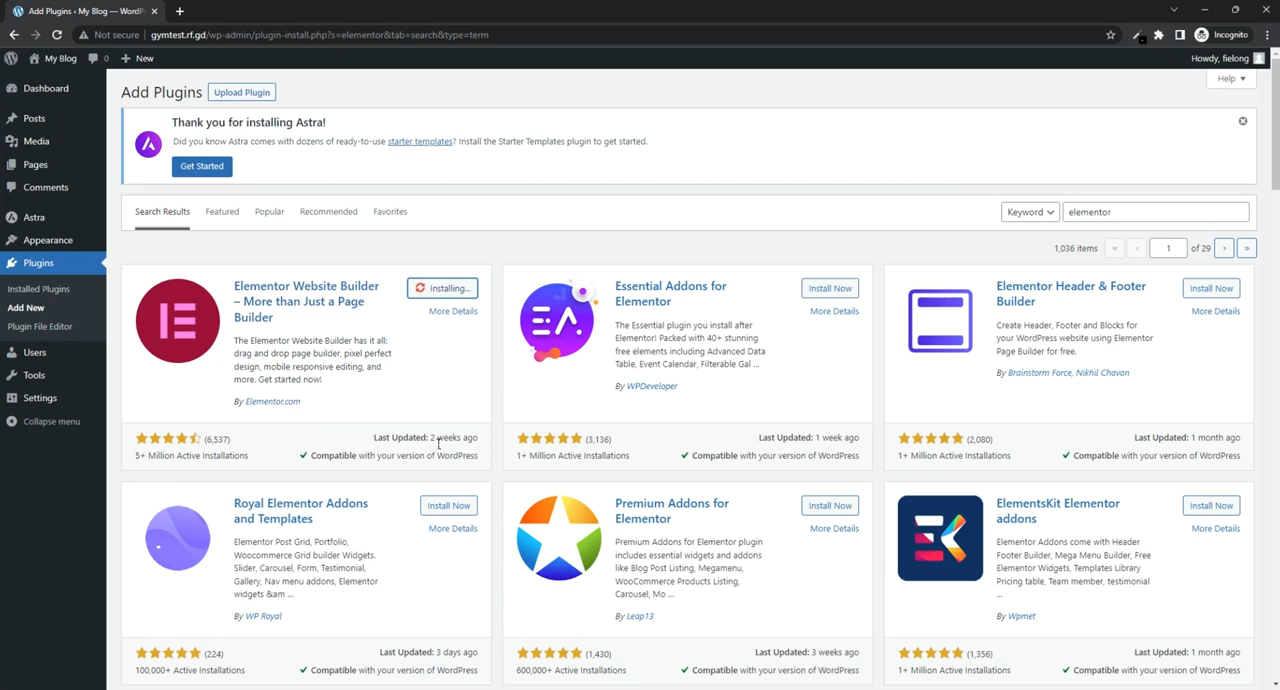 Add Plugins ‹ My Blog — WordPr
Not secure gymtest.rf.gd/wp-admin/plugin-install.php?s=elementor&tab=search&type=term
Incognito
My Blog 0 New
Howdy, fielong
Dashboard
Posts
Media
Pages
Comments
Astra
Appearance
Plugins
Installed Plugins
Add New
Plugin File Editor
Users
Tools
Settings
Collapse menu
Help
Add Plugins Upload Plugin
Thank you for installing Astra!
Did you know Astra comes with dozens of ready-to-use starter templates? Install the Starter Templates plugin to get started.
Get Started
Search Results Featured Popular Recommended Favorites
Keyword elementor
1,036 items « ‹ 1 of 29 › »
Elementor Website Builder
– More than Just a Page
Builder
Installing...
More Details
The Elementor Website Builder has it all:
drag and drop page builder, pixel perfect
design, mobile responsive editing, and
more. Get started now!
By Elementor.com
(6,537)
Last Updated: 2 weeks ago
5+ Million Active Installations
Compatible with your version of WordPress
Essential Addons for
Elementor
Install Now
More Details
The Essential plugin you install after
Elementor! Packed with 40+ stunning
free elements including Advanced Data
Table, Event Calendar, Filterable Gal ...
By WPDeveloper
(3,136)
Last Updated: 1 week ago
1+ Million Active Installations
Compatible with your version of WordPress
Elementor Header & Footer
Builder
Install Now
More Details
Create Header, Footer and Blocks for
your WordPress website using Elementor
Page Builder for free.
By Brainstorm Force, Nikhil Chavan
(2,080)
Last Updated: 1 month ago
1+ Million Active Installations
Compatible with your version of WordPress
Royal Elementor Addons
and Templates
Install Now
More Details
Elementor Post Grid, Portfolio,
Woocommerce Grid builder Widgets.
Slider, Carousel, Form, Testimonial,
Gallery, Nav menu addons, Elementor
widgets &am ...
By WP Royal
(224)
Last Updated: 3 days ago
100,000+ Active Installations
Compatible with your version of WordPress
Premium Addons for
Elementor
Install Now
More Details
Premium Addons for Elementor plugin
includes essential widgets and addons
like Blog Post Listing, Megamenu,
WooCommerce Products Listing,
Carousel, Mo ...
By Leap13
(1,430)
Last Updated: 3 weeks ago
600,000+ Active Installations
Compatible with your version of WordPress
ElementsKit Elementor
addons
Install Now
More Details
Elementor Addons come with Header
Footer Builder, Mega Menu Builder, Free
Elementor Widgets, Templates Library
Pricing table, Team member, testimonial
...
By Wpmet
(1,356)
Last Updated: 1 month ago
1+ Million Active Installations
Compatible with your version of WordPress